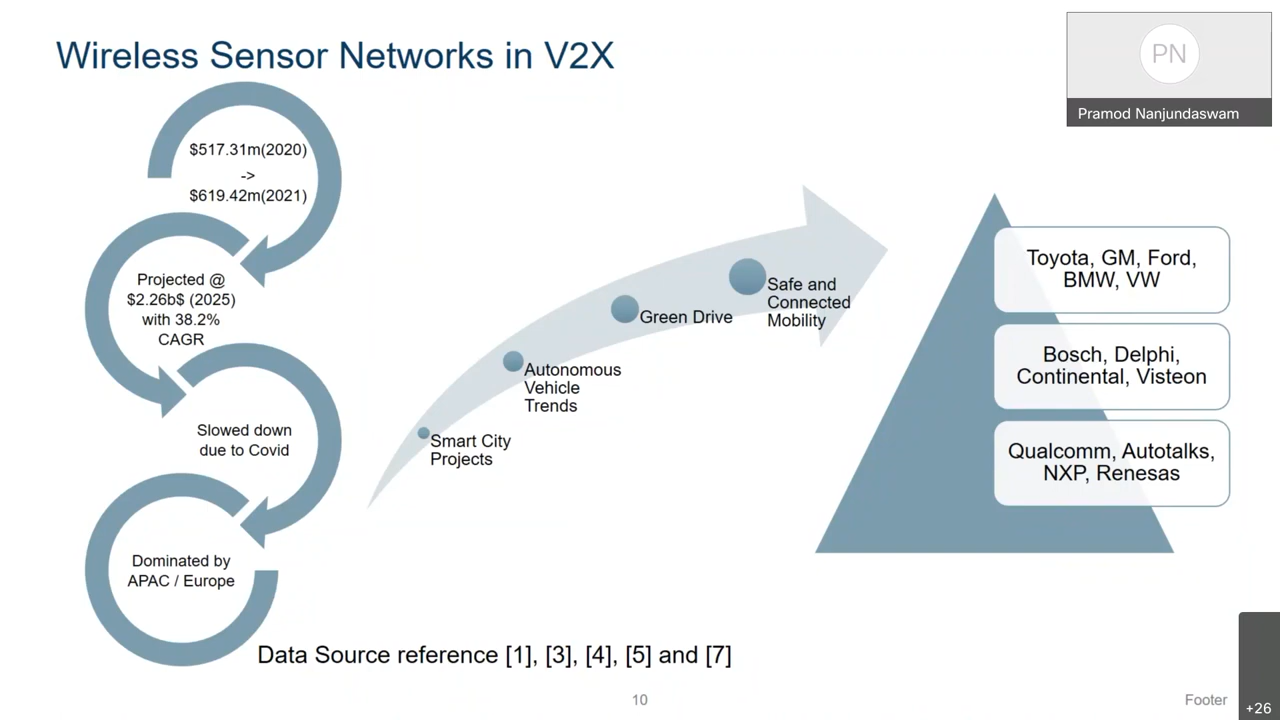 Wireless Sensor Networks in V2X
PN
Pramod Nanjundaswam
$517.31m(2020)
->
$619.42m(2021)
Projected @
$2.26b$ (2025)
with 38.2%
CAGR
Slowed down
due to Covid
Dominated by
APAC / Europe
Smart City
Projects
Autonomous
Vehicle
Trends
Green Drive
Safe and
Connected
Mobility
Toyota, GM, Ford,
BMW, VW
Bosch, Delphi,
Continental, Visteon
Qualcomm, Autotalks,
NXP, Renesas
Data Source reference [1], [3], [4], [5] and [7]
10
Footer
+26